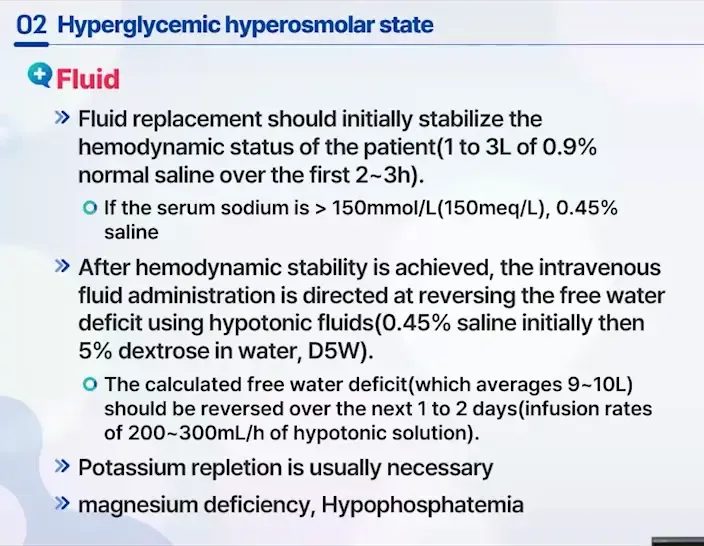 02 Hyperglycemic hyperosmolar state
Fluid
» Fluid replacement should initially stabilize the
hemodynamic status of the patient(1 to 3L of 0.9%
normal saline over the first 2~3h).
If the serum sodium is > 150mmol/L(150meq/L), 0.45%
saline
» After hemodynamic stability is achieved, the intravenous
fluid administration is directed at reversing the free water
deficit using hypotonic fluids(0.45% saline initially then
5% dextrose in water, D5W).
The calculated free water deficit(which averages 9~10L)
should be reversed over the next 1 to 2 days(infusion rates
of 200~300mL/h of hypotonic solution).
» Potassium repletion is usually necessary
» magnesium deficiency, Hypophosphatemia